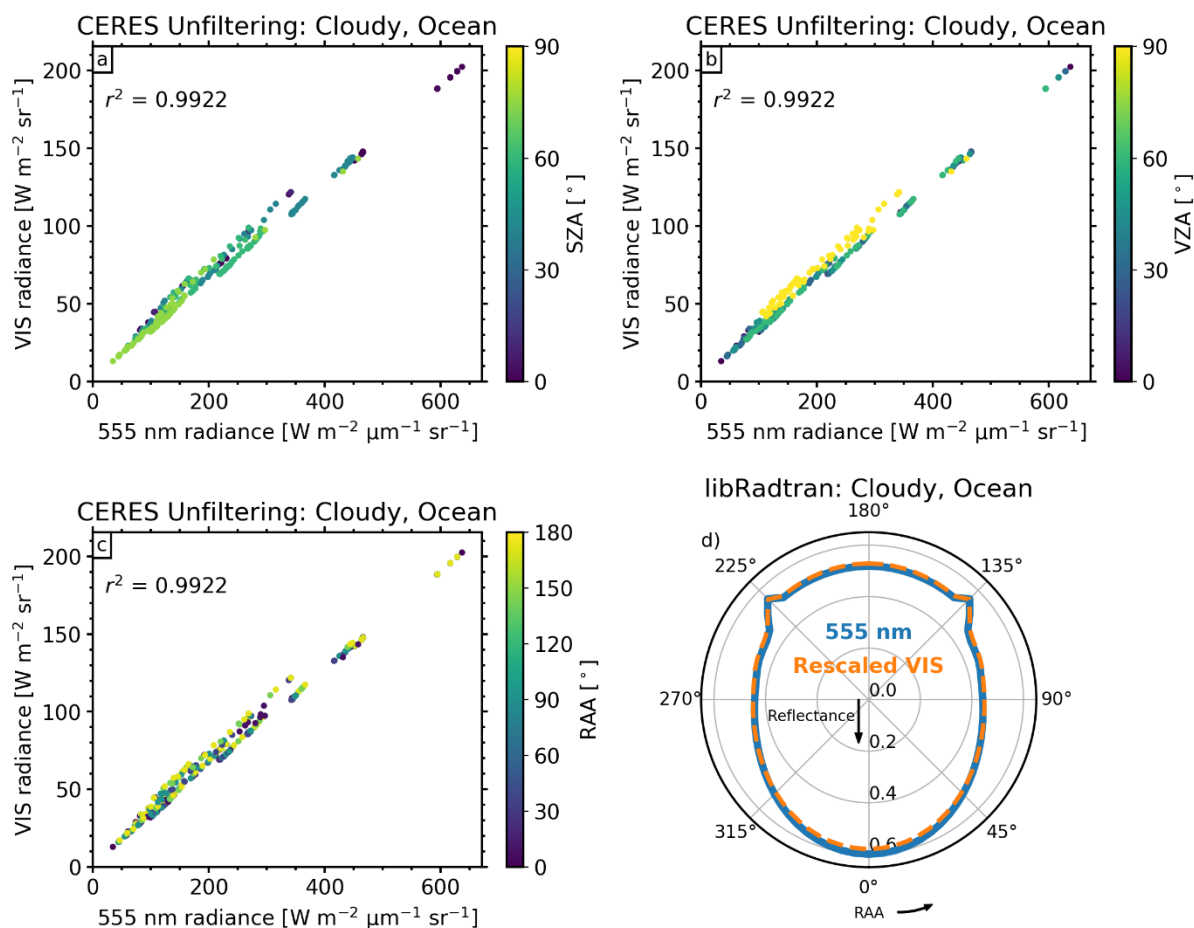 CERES Unfiltering: Cloudy, Ocean
a
r² = 0.9922
200
150
100
50
0
VIS radiance [W m⁻² sr⁻¹]
0 200 400 600
555 nm radiance [W m⁻² μm⁻¹ sr⁻¹]
90
60
30
0
SZA [°]
CERES Unfiltering: Cloudy, Ocean
b
r² = 0.9922
200
150
100
50
0
VIS radiance [W m⁻² sr⁻¹]
0 200 400 600
555 nm radiance [W m⁻² μm⁻¹ sr⁻¹]
90
60
30
0
VZA [°]
CERES Unfiltering: Cloudy, Ocean
c
r² = 0.9922
200
150
100
50
0
VIS radiance [W m⁻² sr⁻¹]
0 200 400 600
555 nm radiance [W m⁻² μm⁻¹ sr⁻¹]
180
150
120
90
60
30
0
RAA [°]
libRadtran: Cloudy, Ocean
180°
d)
225° 135°
555 nm
Rescaled VIS
270° 0.0 90°
Reflectance
0.2
0.4
315° 45°
0.6
0°
RAA